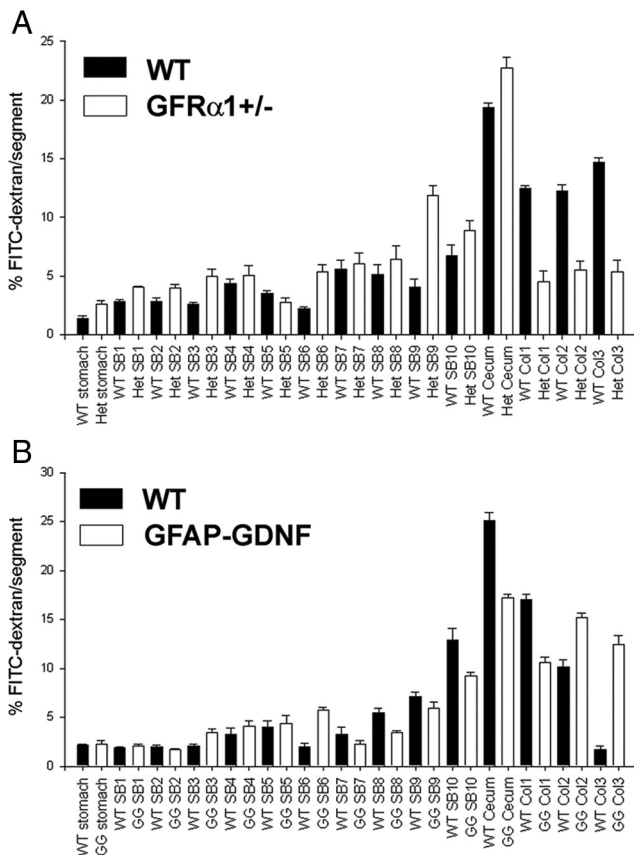 A
25
20
15
10
5
0
% FITC-dextran/segment
WT
GFRα1+/-
WT stomach
Het stomach
WT SB1
Het SB1
WT SB2
Het SB2
WT SB3
Het SB3
WT SB4
Het SB4
WT SB5
Het SB5
WT SB6
Het SB6
WT SB7
Het SB7
WT SB8
Het SB8
WT SB9
Het SB9
WT SB10
Het SB10
WT Cecum
Het Cecum
WT Col1
Het Col1
WT Col2
Het Col2
WT Col3
Het Col3
B
30
25
20
15
10
5
0
% FITC-dextran/segment
WT
GFAP-GDNF
WT stomach
GG stomach
WT SB1
GG SB1
WT SB2
GG SB2
WT SB3
GG SB3
WT SB4
GG SB4
WT SB5
GG SB5
WT SB6
GG SB6
WT SB7
GG SB7
WT SB8
GG SB8
WT SB9
GG SB9
WT SB10
GG SB10
WT Cecum
GG Cecum
WT Col1
GG Col1
WT Col2
GG Col2
WT Col3
GG Col3